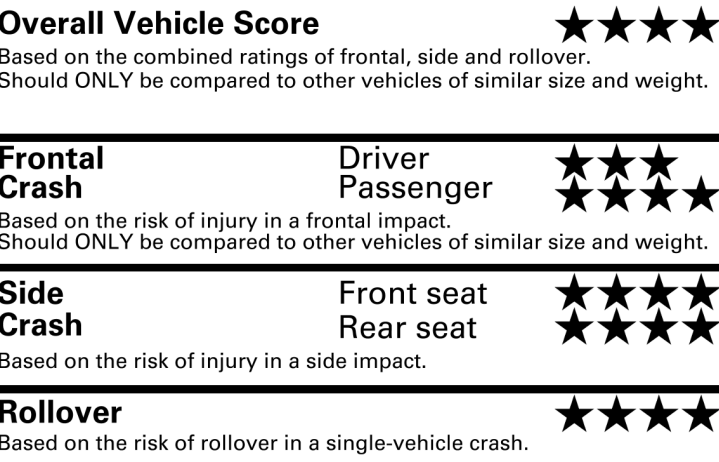 Overall Vehicle Score ★★★★
Based on the combined ratings of frontal, side and rollover.
Should ONLY be compared to other vehicles of similar size and weight.
Frontal Driver ★★★
Crash Passenger ★★★★
Based on the risk of injury in a frontal impact.
Should ONLY be compared to other vehicles of similar size and weight.
Side Front seat ★★★★
Crash Rear seat ★★★★
Based on the risk of injury in a side impact.
Rollover ★★★★
Based on the risk of rollover in a single-vehicle crash.